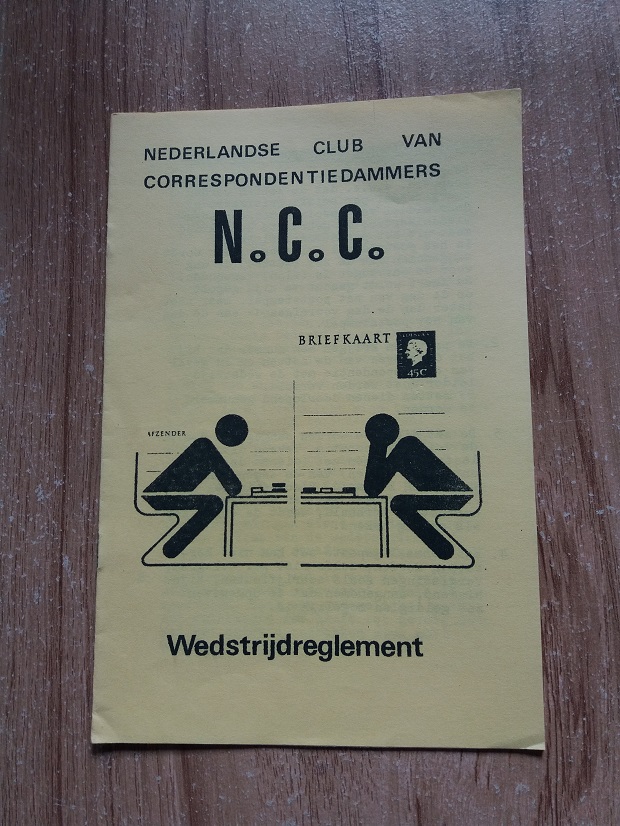 NEDERLANDSE CLUB VAN
CORRESPONDENTIEDAMMERS
N.C.C.
BRIEFKAART
45C
AFZENDER
Wedstrijdreglement